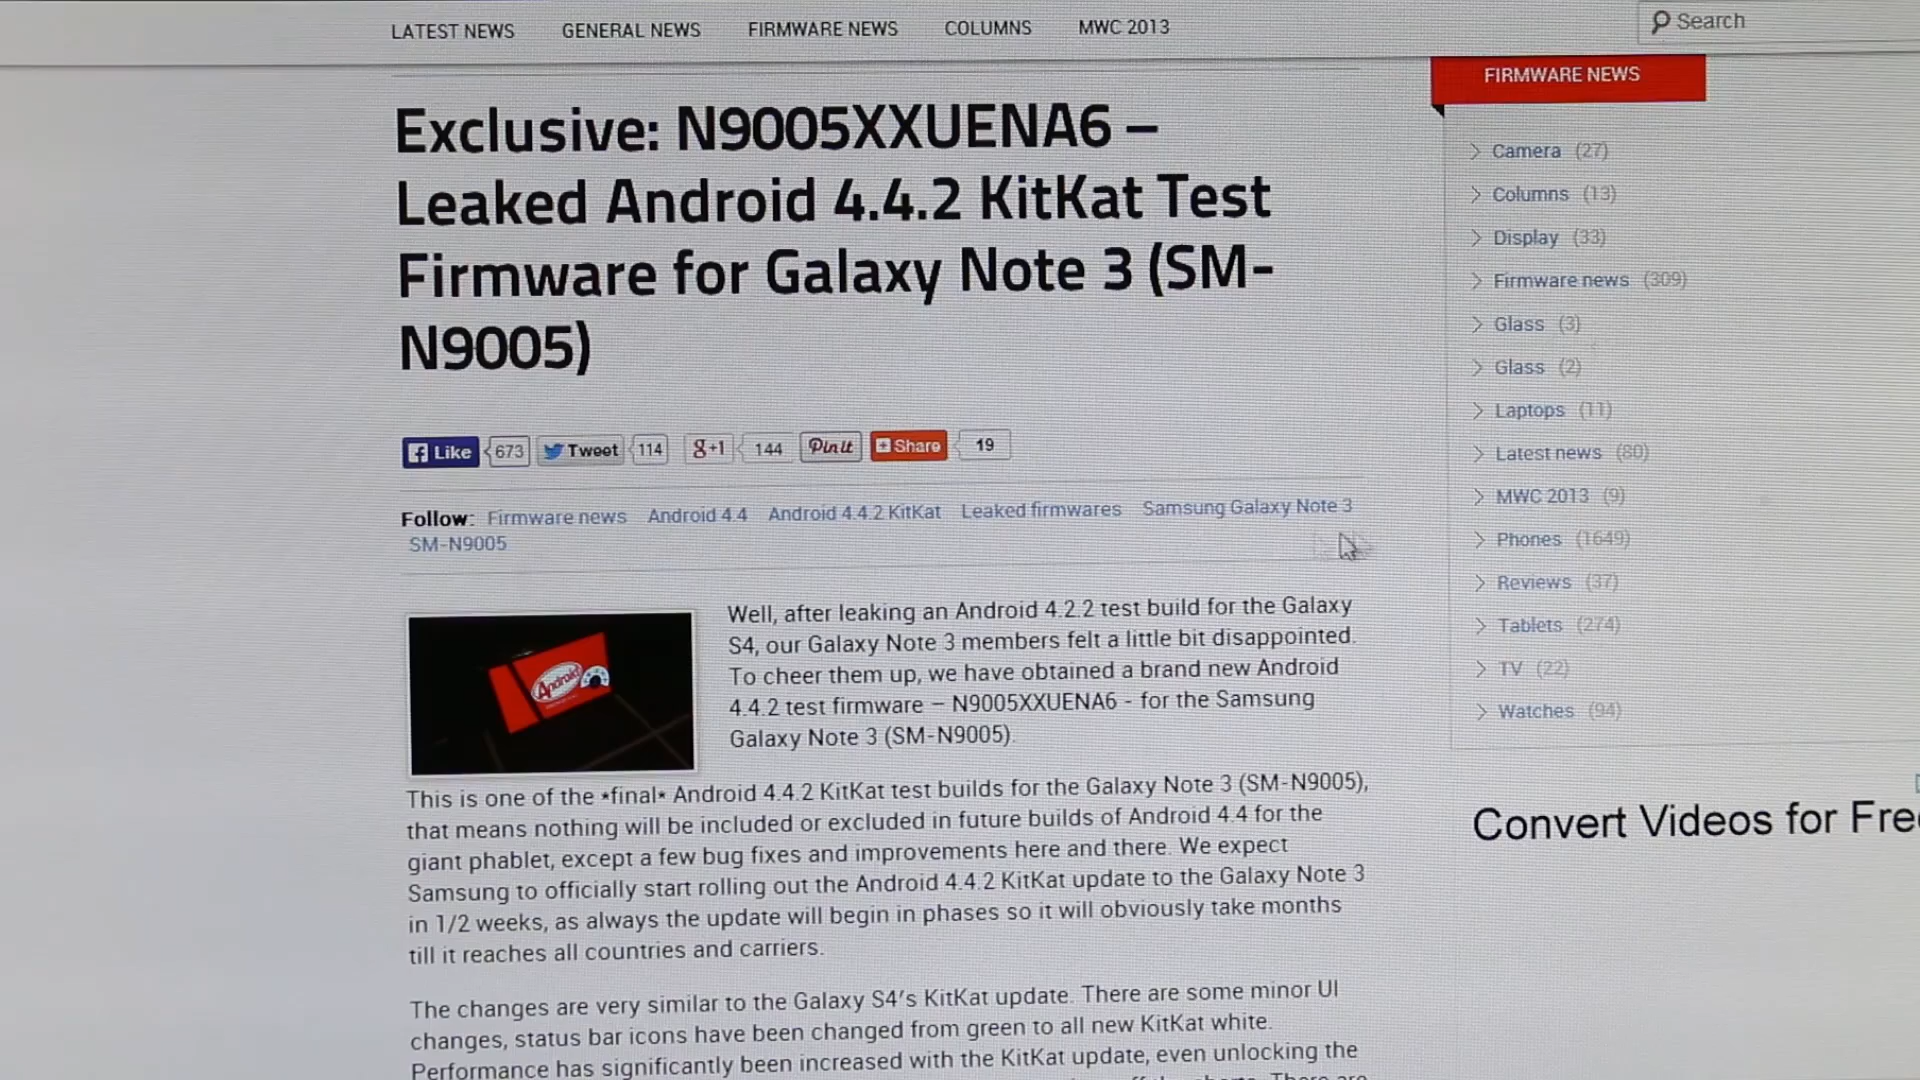 LATEST NEWS GENERAL NEWS FIRMWARE NEWS COLUMNS MWC 2013
Search
Exclusive: N9005XXUENA6 –
Leaked Android 4.4.2 KitKat Test
Firmware for Galaxy Note 3 (SM-
N9005)
Like 673 Tweet 114 g+1 144 Pinit Share 19
Follow: Firmware news Android 4.4 Android 4.4.2 KitKat Leaked firmwares Samsung Galaxy Note 3
SM-N9005
Android
Well, after leaking an Android 4.2.2 test build for the Galaxy
S4, our Galaxy Note 3 members felt a little bit disappointed.
To cheer them up, we have obtained a brand new Android
4.4.2 test firmware – N9005XXUENA6 - for the Samsung
Galaxy Note 3 (SM-N9005).
This is one of the *final* Android 4.4.2 KitKat test builds for the Galaxy Note 3 (SM-N9005),
that means nothing will be included or excluded in future builds of Android 4.4 for the
giant phablet, except a few bug fixes and improvements here and there. We expect
Samsung to officially start rolling out the Android 4.4.2 KitKat update to the Galaxy Note 3
in 1/2 weeks, as always the update will begin in phases so it will obviously take months
till it reaches all countries and carriers.
The changes are very similar to the Galaxy S4's KitKat update. There are some minor UI
changes, status bar icons have been changed from green to all new KitKat white.
Performance has significantly been increased with the KitKat update, even unlocking the
FIRMWARE NEWS
Camera (27)
Columns (13)
Display (33)
Firmware news (309)
Glass (3)
Glass (2)
Laptops (11)
Latest news (80)
MWC 2013 (9)
Phones (1649)
Reviews (37)
Tablets (274)
TV (22)
Watches (94)
Convert Videos for Fre